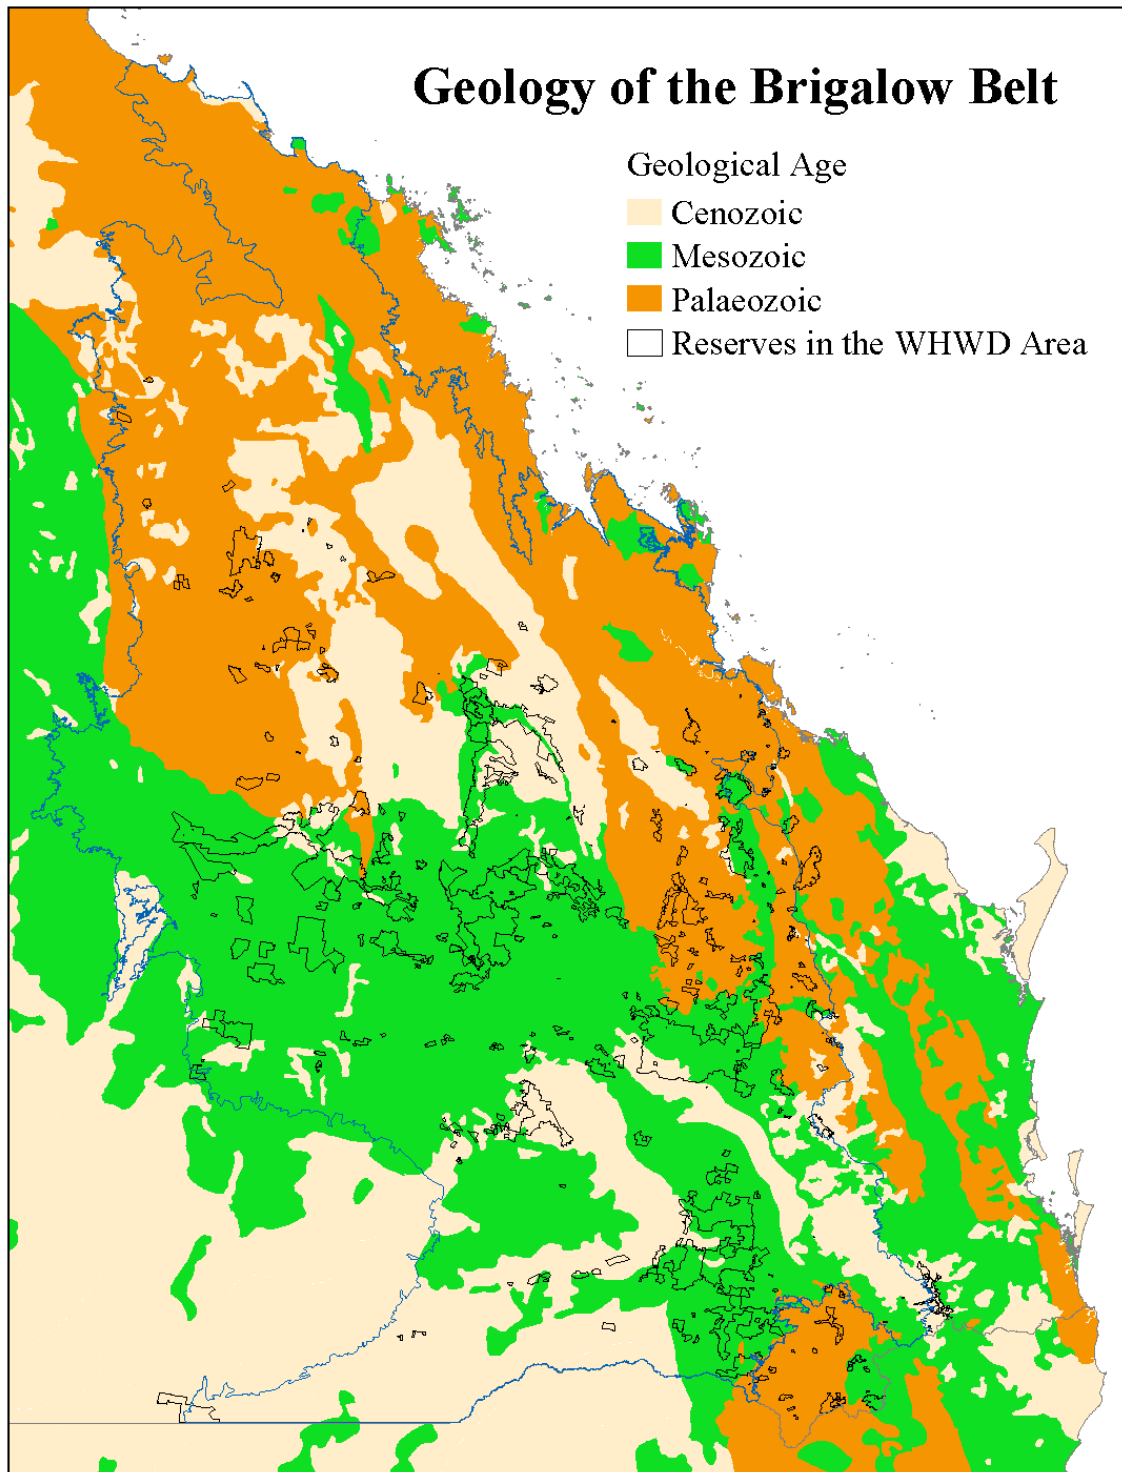 Geology of the Brigalow Belt
Geological Age
Cenozoic
Mesozoic
Palaeozoic
Reserves in the WHWD Area